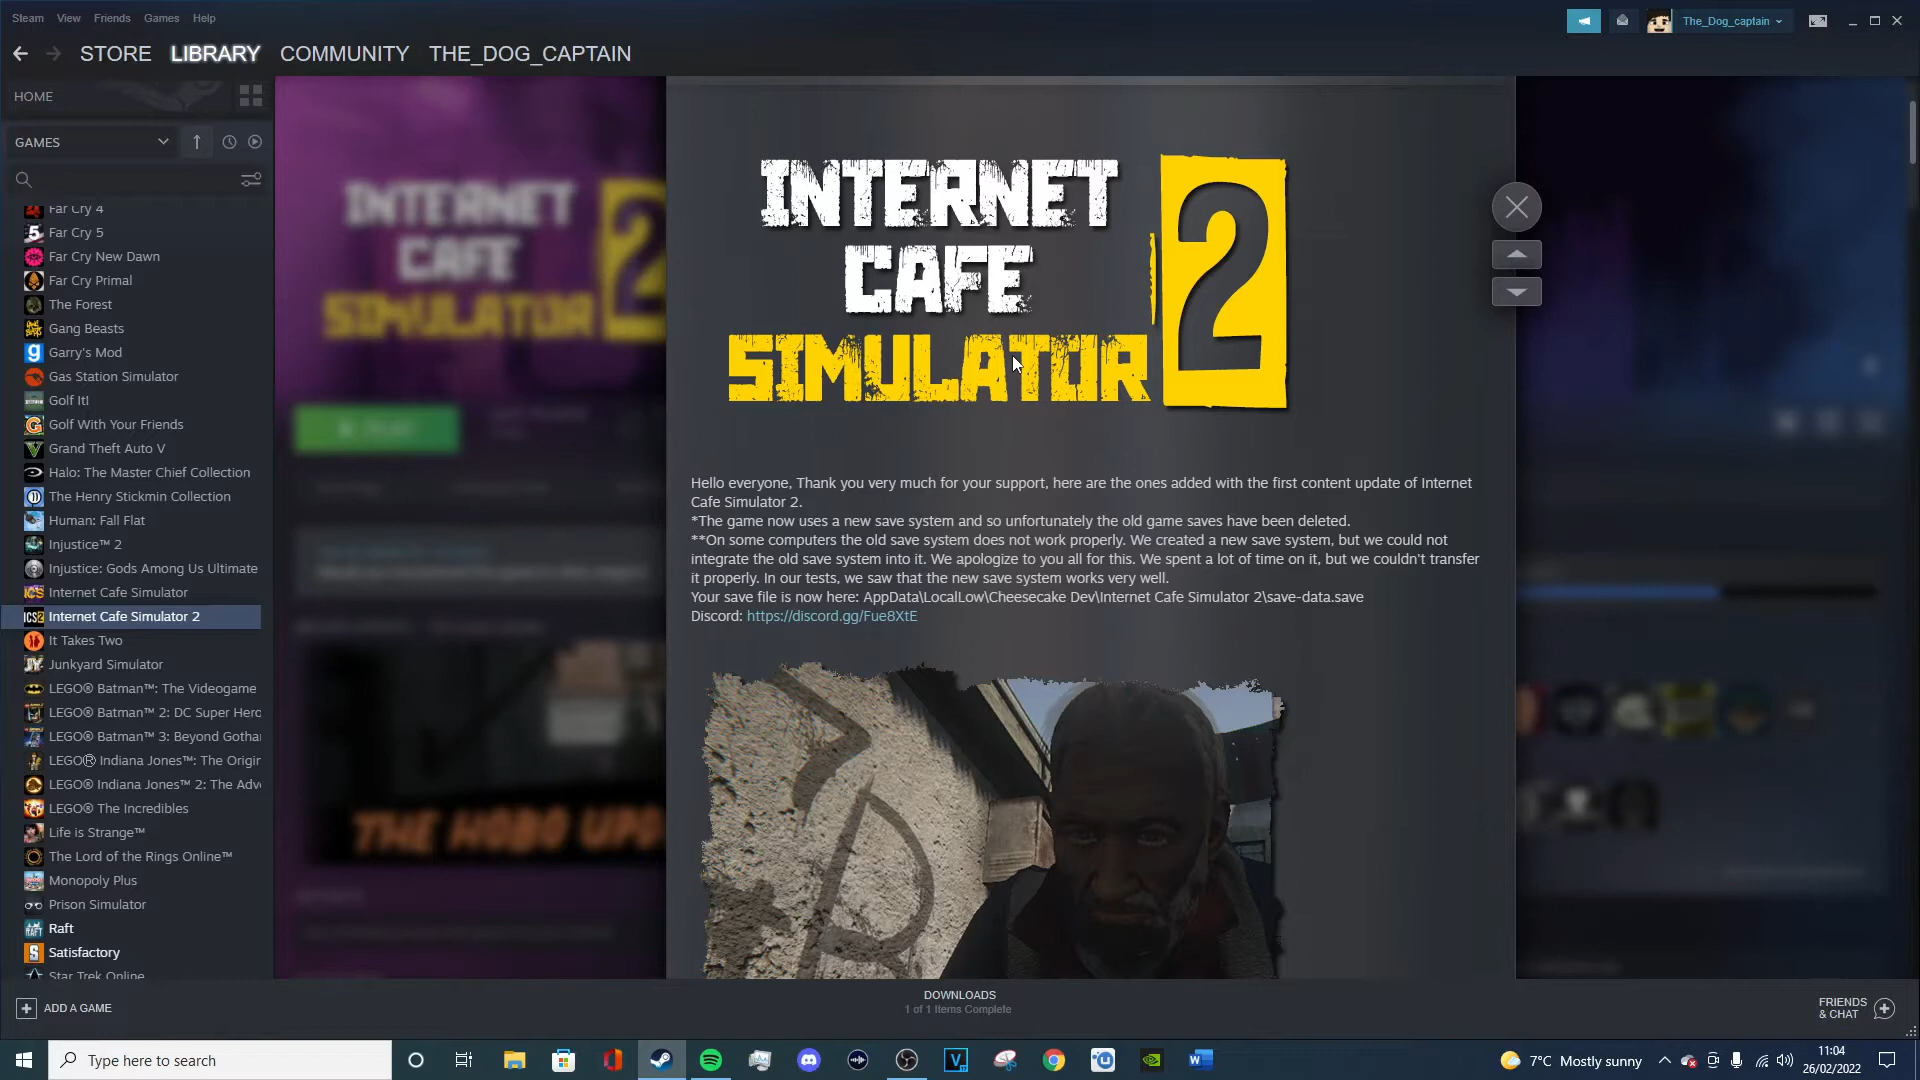 Steam View Friends Games Help
The_Dog_captain
STORE LIBRARY COMMUNITY THE_DOG_CAPTAIN
HOME
GAMES
Far Cry 4
Far Cry 5
Far Cry New Dawn
Far Cry Primal
The Forest
Gang Beasts
Garry's Mod
Gas Station Simulator
Golf It!
Golf With Your Friends
Grand Theft Auto V
Halo: The Master Chief Collection
The Henry Stickmin Collection
Human: Fall Flat
Injustice™ 2
Injustice: Gods Among Us Ultimate
Internet Cafe Simulator
Internet Cafe Simulator 2
It Takes Two
Junkyard Simulator
LEGO® Batman™: The Videogame
LEGO® Batman™ 2: DC Super Hero
LEGO® Batman™ 3: Beyond Gothar
LEGO® Indiana Jones™: The Origin
LEGO® Indiana Jones™ 2: The Adve
LEGO® The Incredibles
Life is Strange™
The Lord of the Rings Online™
Monopoly Plus
Prison Simulator
Raft
Satisfactory
Star Trek Online
INTERNET
CAFE
SIMULATOR 2
INTERNET
CAFE
SIMULATOR 2
PLAY
THE HOBO UPD
Hello everyone, Thank you very much for your support, here are the ones added with the first content update of Internet
Cafe Simulator 2.
*The game now uses a new save system and so unfortunately the old game saves have been deleted.
**On some computers the old save system does not work properly. We created a new save system, but we could not
integrate the old save system into it. We apologize to you all for this. We spent a lot of time on it, but we couldn't transfer
it properly. In our tests, we saw that the new save system works very well.
Your save file is now here: AppData\LocalLow\Cheesecake Dev\Internet Cafe Simulator 2\save-data.save
Discord: https://discord.gg/Fue8XtE
ADD A GAME
DOWNLOADS
1 of 1 Items Complete
FRIENDS
& CHAT
Type here to search
7°C Mostly sunny
11:04
26/02/2022